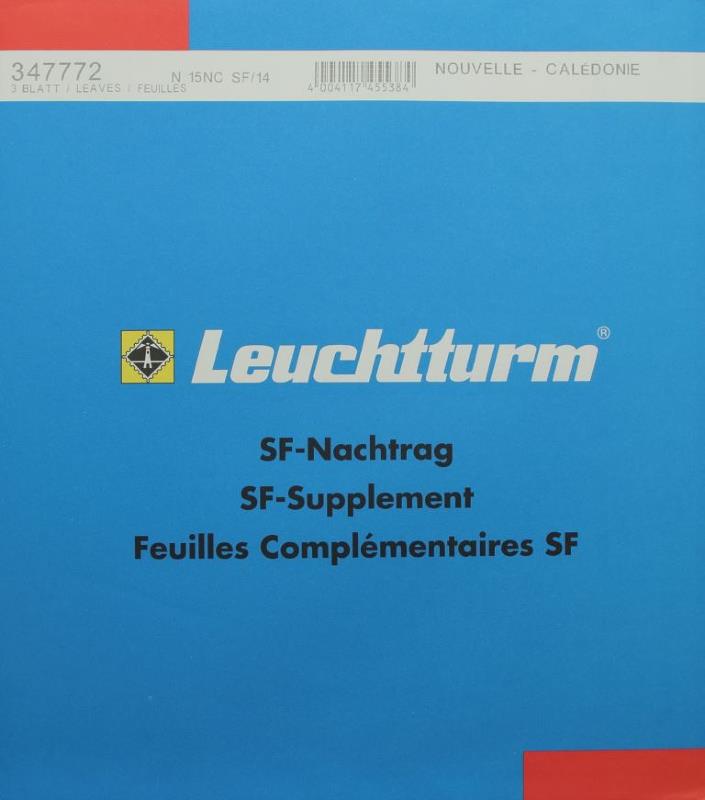 347772 N 15NC SF/14 NOUVELLE - CALÉDONIE
3 BLATT / LEAVES / FEUILLES 4 004117 455384
Leuchtturm®
SF-Nachtrag
SF-Supplement
Feuilles Complémentaires SF